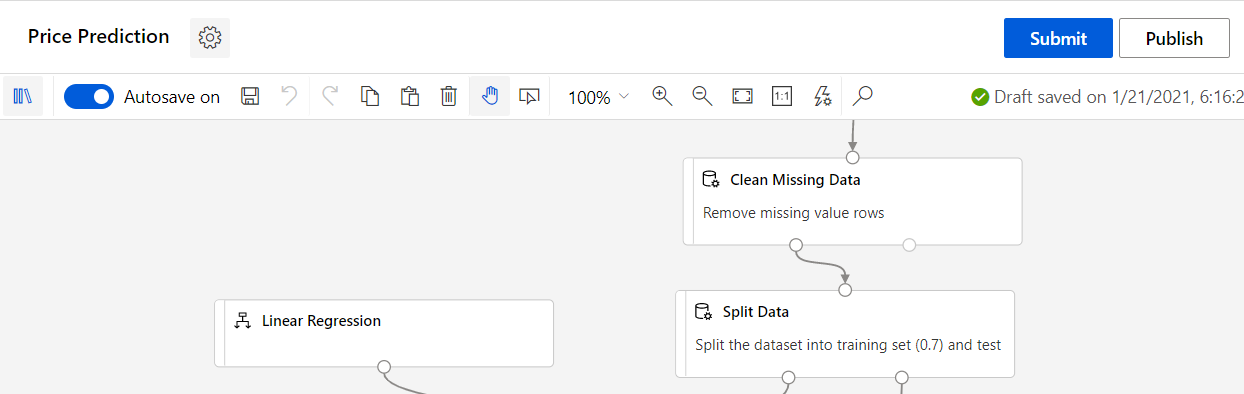 Price Prediction
Submit
Publish
Autosave on
100%
1:1
Draft saved on 1/21/2021, 6:16:2
Clean Missing Data
Remove missing value rows
Linear Regression
Split Data
Split the dataset into training set (0.7) and test